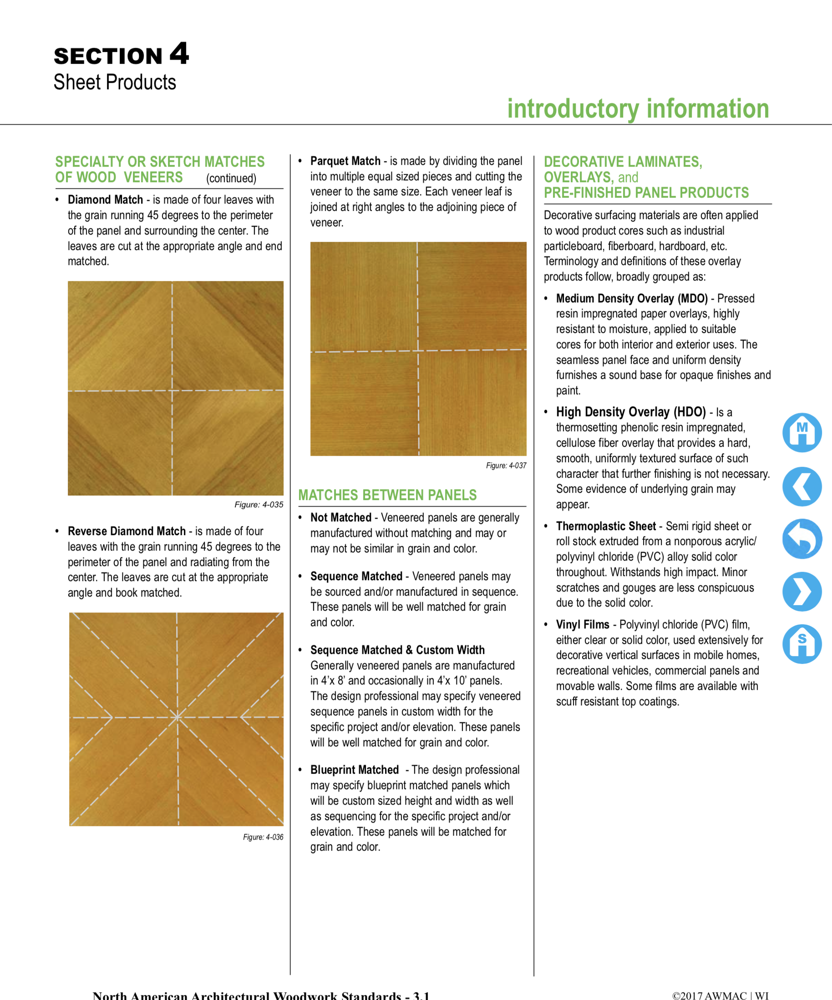 SECTION 4
Sheet Products
introductory information
SPECIALTY OR SKETCH MATCHES
OF WOOD  VENEERS (continued)
• Diamond Match - is made of four leaves with
the grain running 45 degrees to the perimeter
of the panel and surrounding the center. The
leaves are cut at the appropriate angle and end
matched.
Figure: 4-035
• Reverse Diamond Match - is made of four
leaves with the grain running 45 degrees to the
perimeter of the panel and radiating from the
center. The leaves are cut at the appropriate
angle and book matched.
Figure: 4-036
• Parquet Match - is made by dividing the panel
into multiple equal sized pieces and cutting the
veneer to the same size. Each veneer leaf is
joined at right angles to the adjoining piece of
veneer.
Figure: 4-037
MATCHES BETWEEN PANELS
• Not Matched - Veneered panels are generally
manufactured without matching and may or
may not be similar in grain and color.
• Sequence Matched - Veneered panels may
be sourced and/or manufactured in sequence.
These panels will be well matched for grain
and color.
• Sequence Matched & Custom Width
Generally veneered panels are manufactured
in 4’x 8’ and occasionally in 4’x 10’ panels.
The design professional may specify veneered
sequence panels in custom width for the
specific project and/or elevation. These panels
will be well matched for grain and color.
• Blueprint Matched  - The design professional
may specify blueprint matched panels which
will be custom sized height and width as well
as sequencing for the specific project and/or
elevation. These panels will be matched for
grain and color.
DECORATIVE LAMINATES,
OVERLAYS, and
PRE-FINISHED PANEL PRODUCTS
Decorative surfacing materials are often applied
to wood product cores such as industrial
particleboard, fiberboard, hardboard, etc.
Terminology and definitions of these overlay
products follow, broadly grouped as:
• Medium Density Overlay (MDO) - Pressed
resin impregnated paper overlays, highly
resistant to moisture, applied to suitable
cores for both interior and exterior uses. The
seamless panel face and uniform density
furnishes a sound base for opaque finishes and
paint.
• High Density Overlay (HDO) - Is a
thermosetting phenolic resin impregnated,
cellulose fiber overlay that provides a hard,
smooth, uniformly textured surface of such
character that further finishing is not necessary.
Some evidence of underlying grain may
appear.
• Thermoplastic Sheet - Semi rigid sheet or
roll stock extruded from a nonporous acrylic/
polyvinyl chloride (PVC) alloy solid color
throughout. Withstands high impact. Minor
scratches and gouges are less conspicuous
due to the solid color.
• Vinyl Films - Polyvinyl chloride (PVC) film,
either clear or solid color, used extensively for
decorative vertical surfaces in mobile homes,
recreational vehicles, commercial panels and
movable walls. Some films are available with
scuff resistant top coatings.
M
S
North American Architectural Woodwork Standards - 3.1
©2017 AWMAC | WI